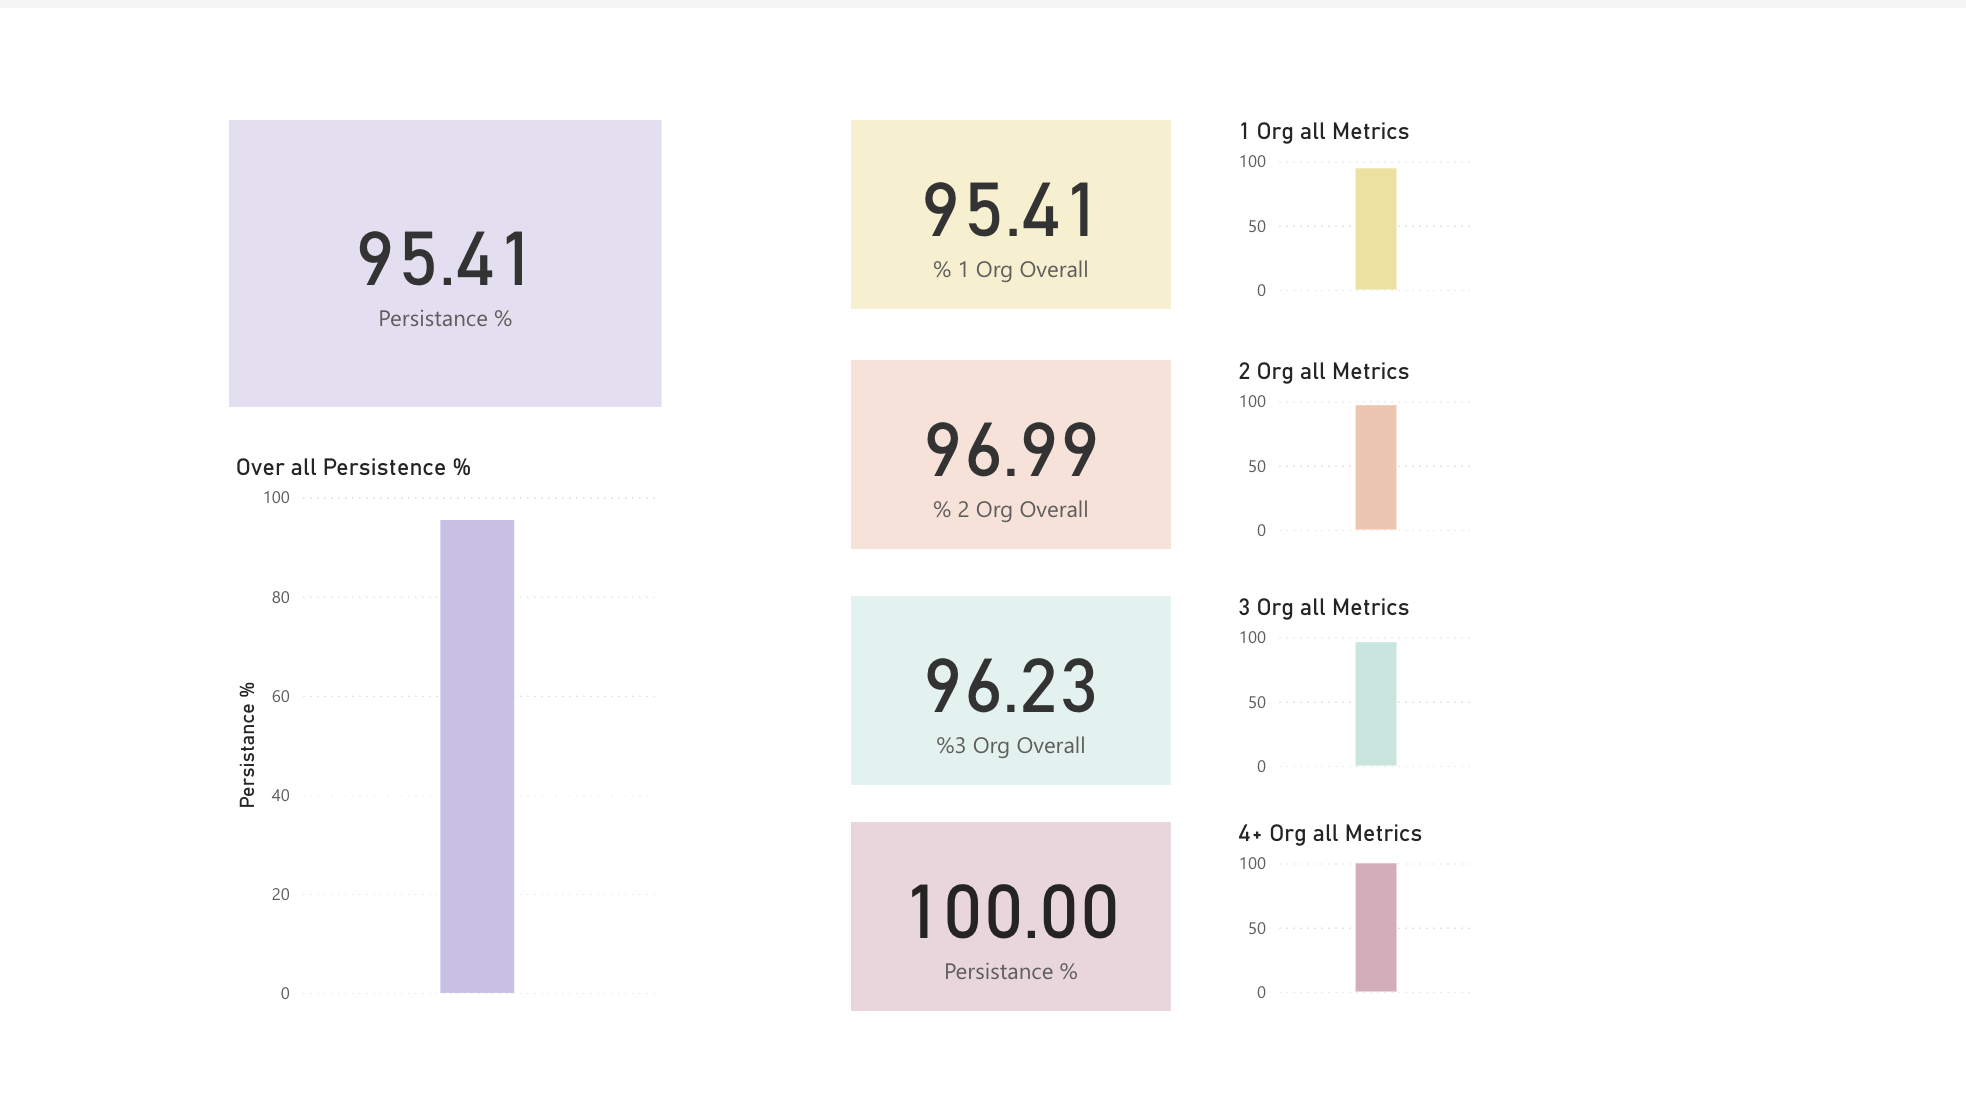 95.41
Persistance %
Over all Persistence %
100
80
60
40
20
0
Persistance %
95.41
% 1 Org Overall
1 Org all Metrics
100
50
0
96.99
% 2 Org Overall
2 Org all Metrics
100
50
0
96.23
%3 Org Overall
3 Org all Metrics
100
50
0
100.00
Persistance %
4+ Org all Metrics
100
50
0